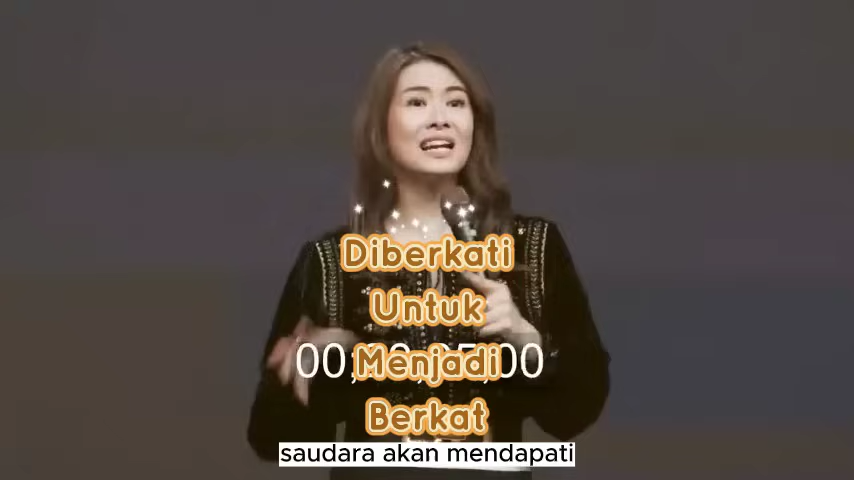 Diberkati
Untuk
Menjadi
Berkat
saudara akan mendapati